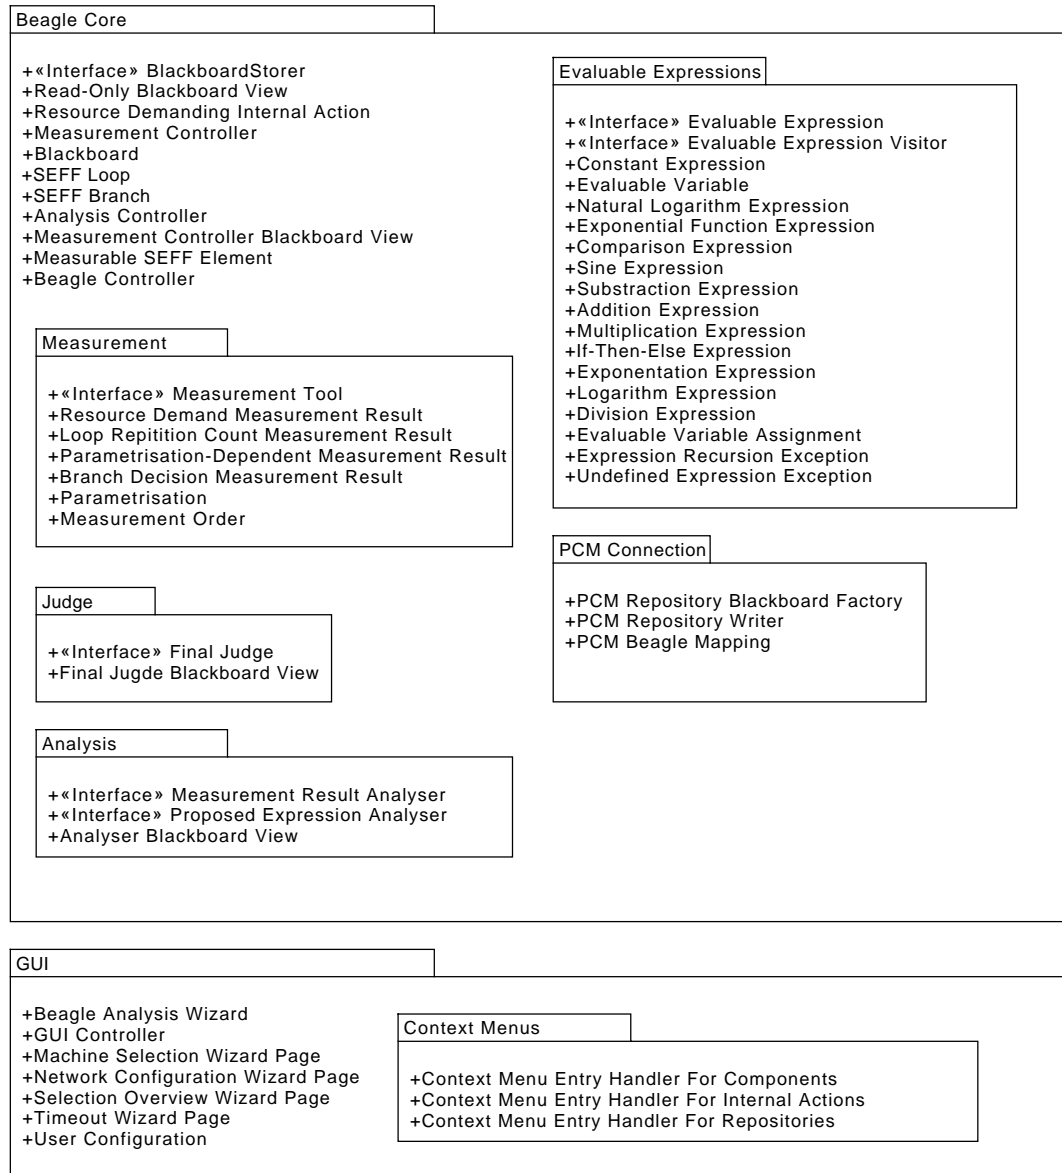 Beagle Core
+«Interface» BlackboardStorer
+Read-Only Blackboard View
+Resource Demanding Internal Action
+Measurement Controller
+Blackboard
+SEFF Loop
+SEFF Branch
+Analysis Controller
+Measurement Controller Blackboard View
+Measurable SEFF Element
+Beagle Controller
Measurement
+«Interface» Measurement Tool
+Resource Demand Measurement Result
+Loop Repitition Count Measurement Result
+Parametrisation-Dependent Measurement Result
+Branch Decision Measurement Result
+Parametrisation
+Measurement Order
Judge
+«Interface» Final Judge
+Final Jugde Blackboard View
Analysis
+«Interface» Measurement Result Analyser
+«Interface» Proposed Expression Analyser
+Analyser Blackboard View
Evaluable Expressions
+«Interface» Evaluable Expression
+«Interface» Evaluable Expression Visitor
+Constant Expression
+Evaluable Variable
+Natural Logarithm Expression
+Exponential Function Expression
+Comparison Expression
+Sine Expression
+Substraction Expression
+Addition Expression
+Multiplication Expression
+If-Then-Else Expression
+Exponentation Expression
+Logarithm Expression
+Division Expression
+Evaluable Variable Assignment
+Expression Recursion Exception
+Undefined Expression Exception
PCM Connection
+PCM Repository Blackboard Factory
+PCM Repository Writer
+PCM Beagle Mapping
GUI
+Beagle Analysis Wizard
+GUI Controller
+Machine Selection Wizard Page
+Network Configuration Wizard Page
+Selection Overview Wizard Page
+Timeout Wizard Page
+User Configuration
Context Menus
+Context Menu Entry Handler For Components
+Context Menu Entry Handler For Internal Actions
+Context Menu Entry Handler For Repositories